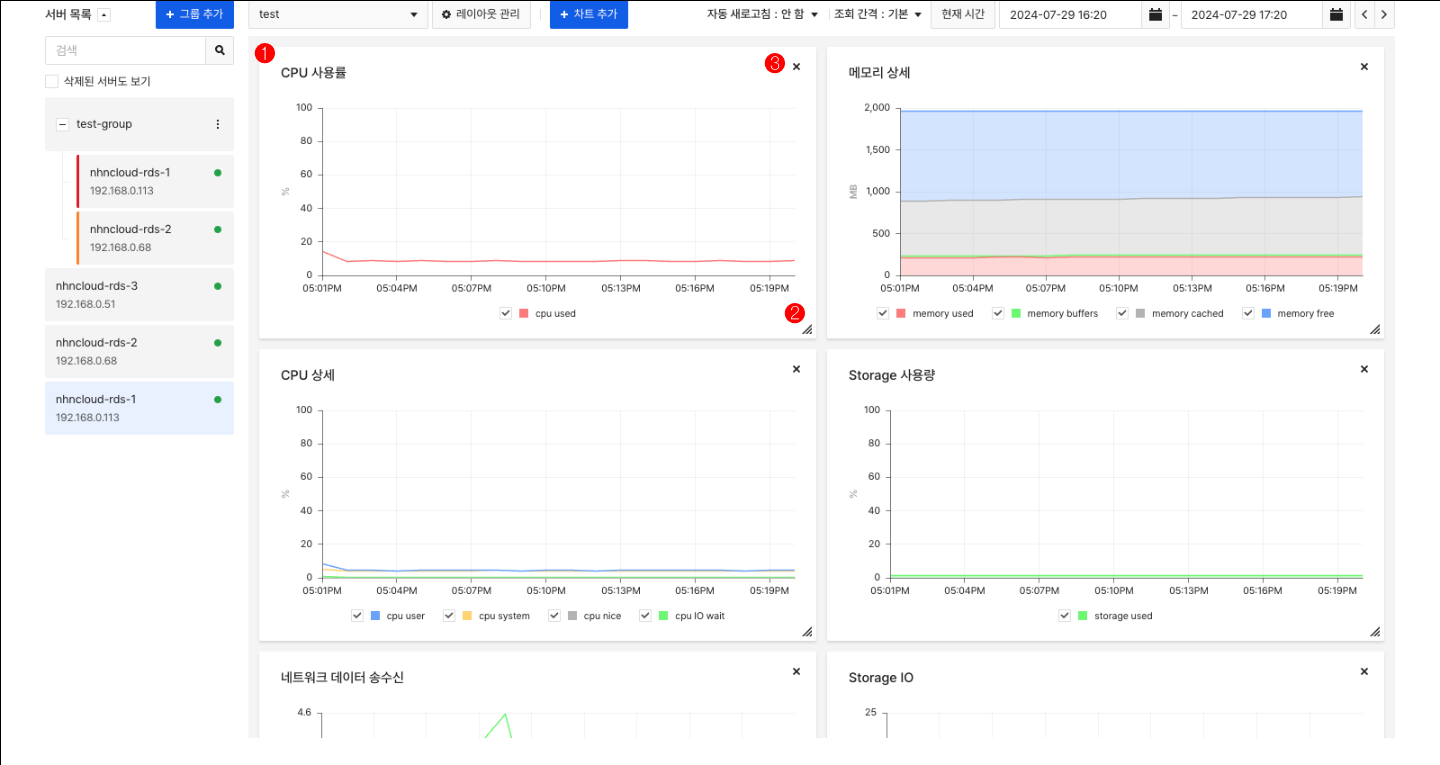 서버 목록
+ 그룹 추가
test
레이아웃 관리
+ 차트 추가
자동 새로고침 : 안 함
조회 간격 : 기본
현재 시간
2024-07-29 16:20
-
2024-07-29 17:20
검색
삭제된 서버도 보기
test-group
nhncloud-rds-1
192.168.0.113
nhncloud-rds-2
192.168.0.68
nhncloud-rds-3
192.168.0.51
nhncloud-rds-2
192.168.0.68
nhncloud-rds-1
192.168.0.113
1
CPU 사용률
3
100
80
60
40
20
0
%
05:01PM 05:04PM 05:07PM 05:10PM 05:13PM 05:16PM 05:19PM
cpu used
2
메모리 상세
2,000
1,500
1,000
500
0
MB
05:01PM 05:04PM 05:07PM 05:10PM 05:13PM 05:16PM 05:19PM
memory used memory buffers memory cached memory free
CPU 상세
100
80
60
40
20
0
%
05:01PM 05:04PM 05:07PM 05:10PM 05:13PM 05:16PM 05:19PM
cpu user cpu system cpu nice cpu IO wait
Storage 사용량
100
80
60
40
20
0
%
05:01PM 05:04PM 05:07PM 05:10PM 05:13PM 05:16PM 05:19PM
storage used
네트워크 데이터 송수신
4.6
Storage IO
25